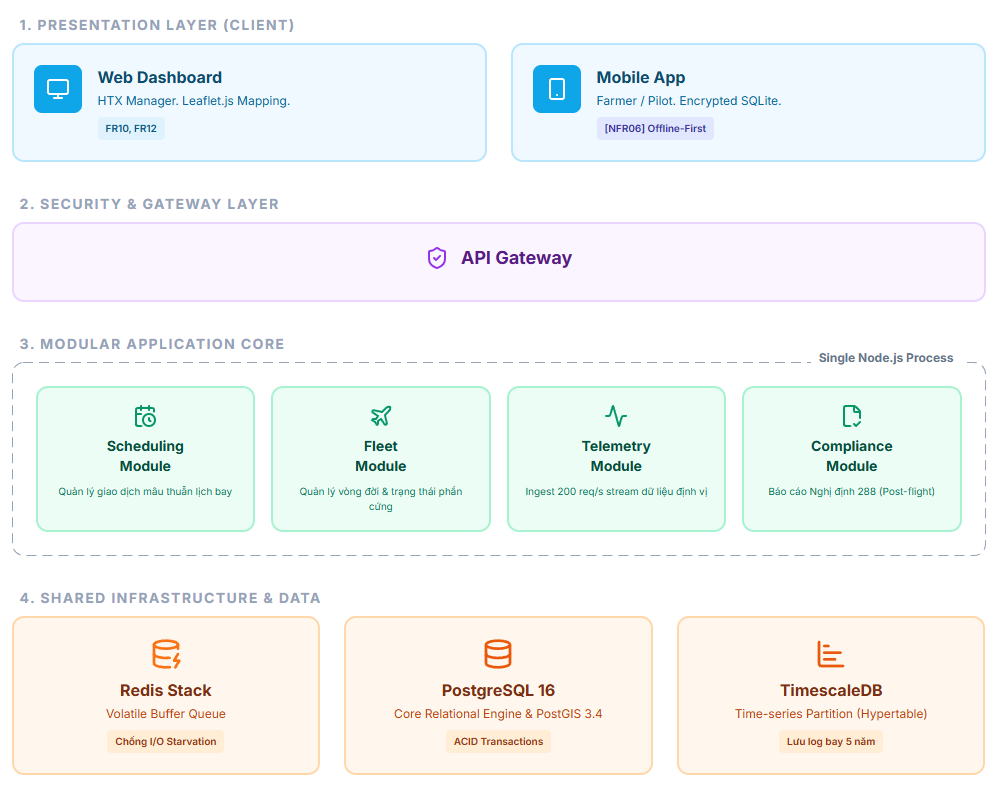 1. PRESENTATION LAYER (CLIENT)
Web Dashboard
HTX Manager. Leaflet.js Mapping.
FR10, FR12
Mobile App
Farmer / Pilot. Encrypted SQLite.
[NFR06] Offline-First
2. SECURITY & GATEWAY LAYER
API Gateway
3. MODULAR APPLICATION CORE
Single Node.js Process
Scheduling
Module
Quản lý giao dịch mâu thuẫn lịch bay
Fleet
Module
Quản lý vòng đời & trạng thái phần
cứng
Telemetry
Module
Ingest 200 req/s stream dữ liệu định vị
Compliance
Module
Báo cáo Nghị định 288 (Post-flight)
4. SHARED INFRASTRUCTURE & DATA
Redis Stack
Volatile Buffer Queue
Chống I/O Starvation
PostgreSQL 16
Core Relational Engine & PostGIS 3.4
ACID Transactions
TimescaleDB
Time-series Partition (Hypertable)
Lưu log bay 5 năm